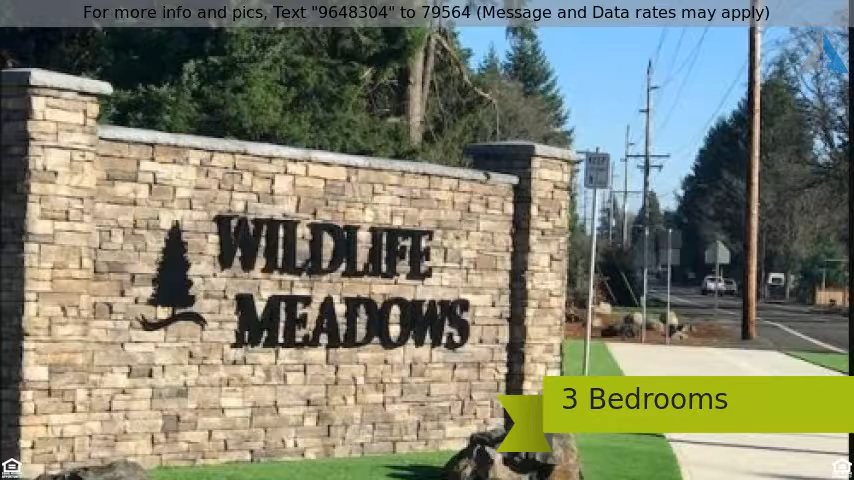 For more info and pics, Text "9648304" to 79564 (Message and Data rates may apply)
WILDLIFE
MEADOWS
KEEP
3 Bedrooms